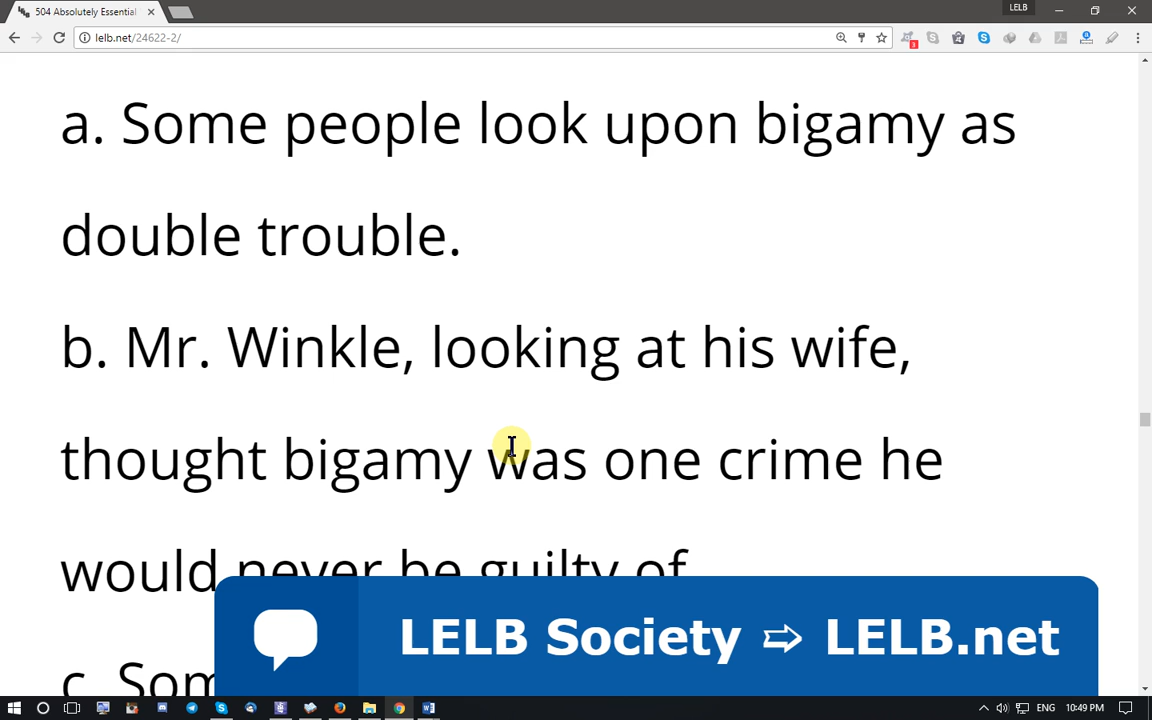 504 Absolutely Essential
LELB
lelb.net/24622-2/
a. Some people look upon bigamy as
double trouble.
b. Mr. Winkle, looking at his wife,
thought bigamy was one crime he
would never be guilty of
c. Som
LELB Society ➩ LELB.net
ENG 10:49 PM